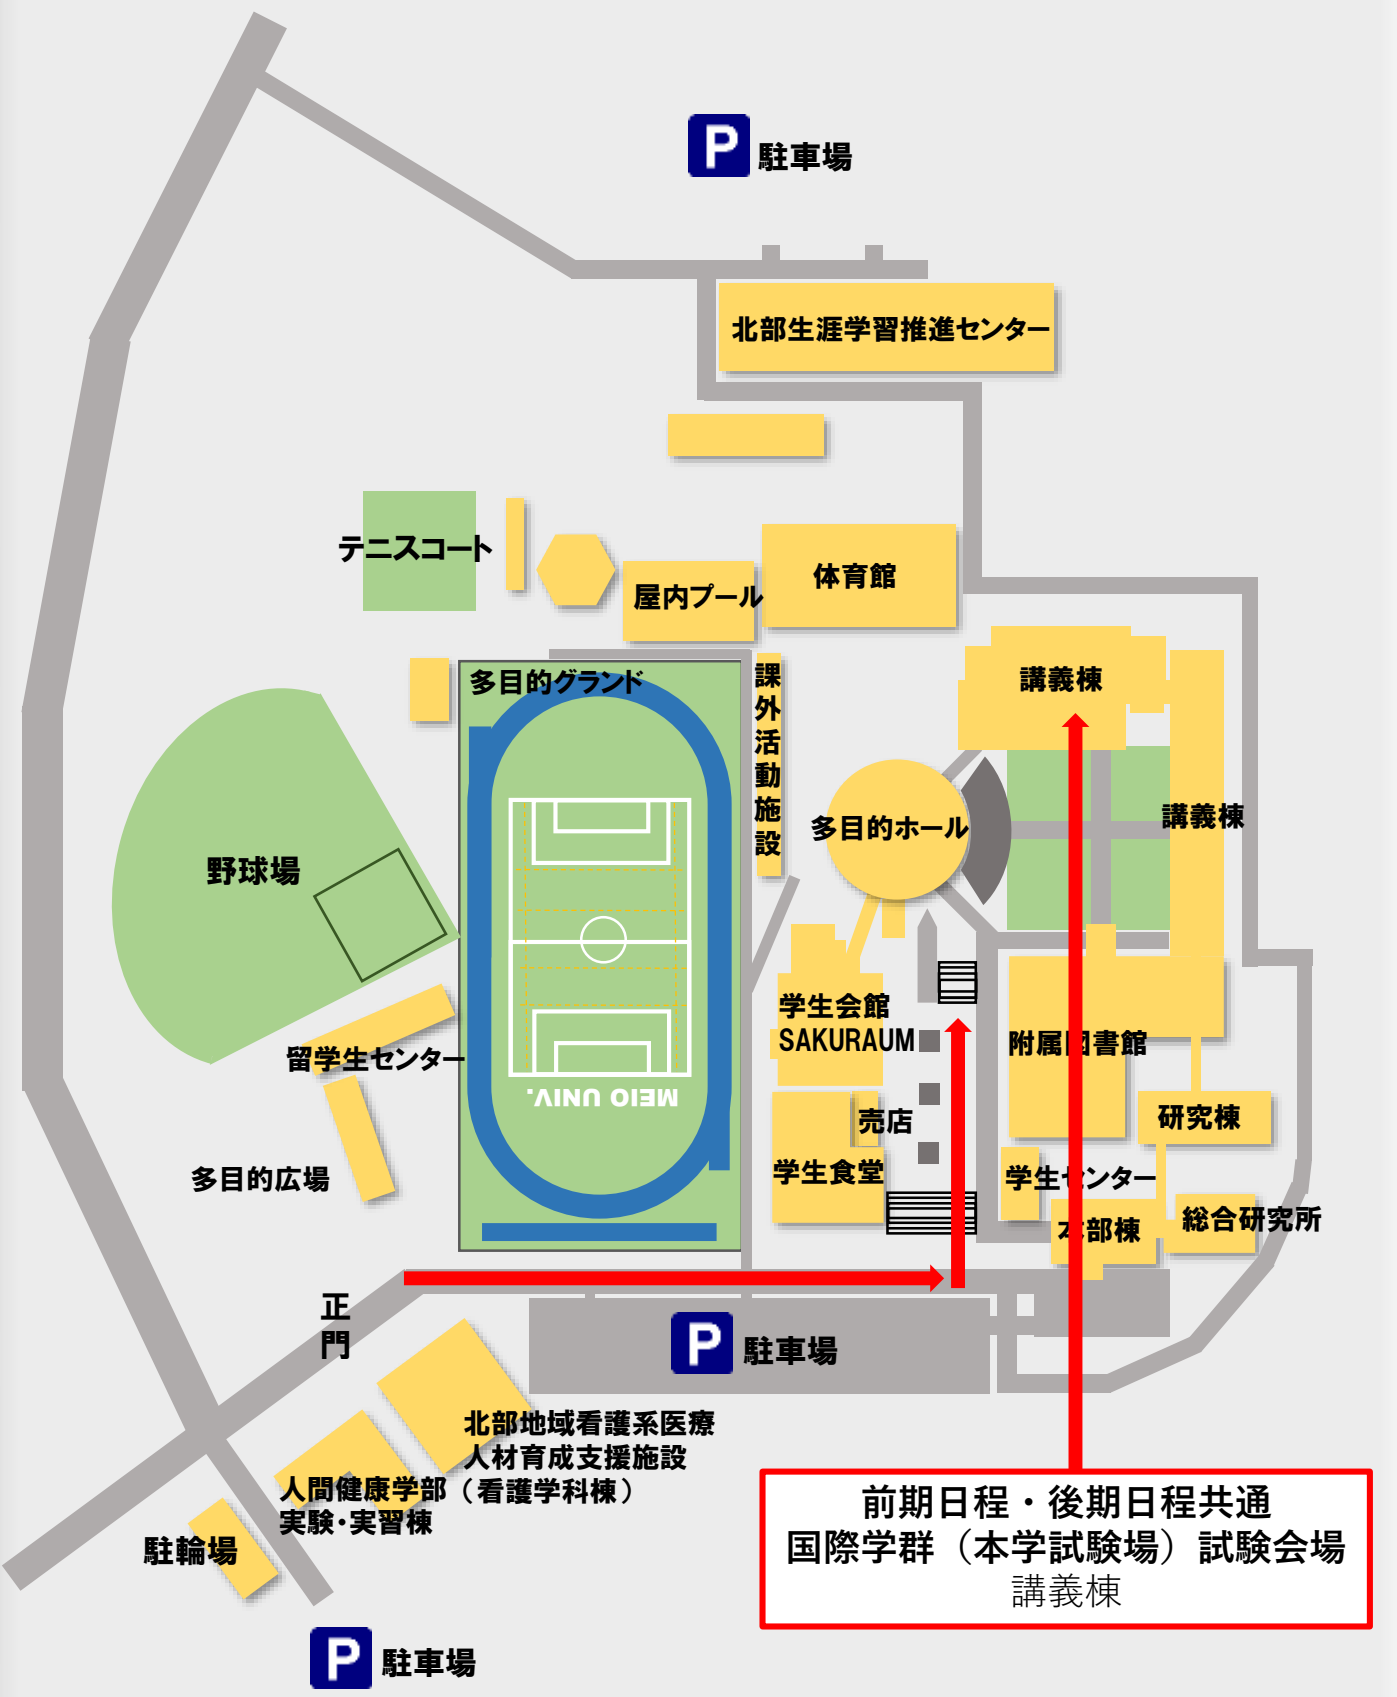 P 駐車場
北部生涯学習推進センター
テニスコート
屋内プール
体育館
多目的グランド
課外活動施設
講義棟
講義棟
多目的ホール
野球場
学生会館
SAKURAUM
附属図書館
留学生センター
MEIO UNIV.
売店
研究棟
学生食堂
学生センター
多目的広場
本部棟
総合研究所
正門
P 駐車場
北部地域看護系医療
人材育成支援施設
（看護学科棟）
人間健康学部
実験・実習棟
駐輪場
前期日程・後期日程共通
国際学群（本学試験場）試験会場
講義棟
P 駐車場